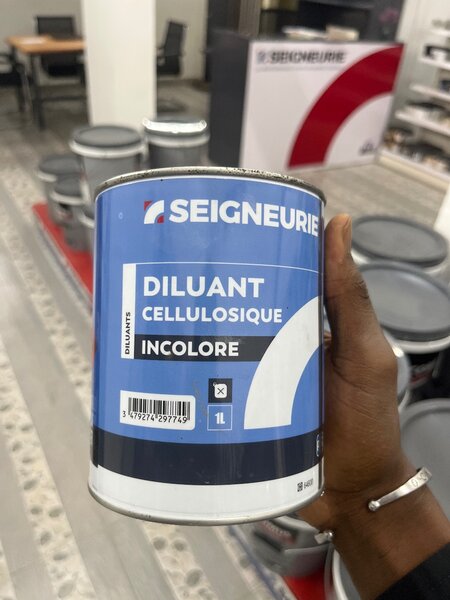 SEIGNEURIE
SEIGNEURIE
DILUANT
CELLULOSIQUE
DILUANTS
INCOLORE
3 479274 297749
1L